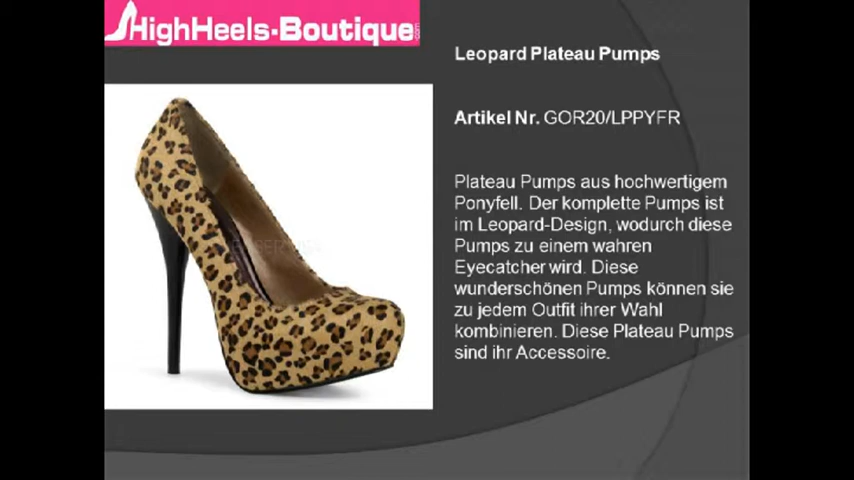 HighHeels-Boutique.com
Leopard Plateau Pumps
Artikel Nr. GOR20/LPPYFR
Plateau Pumps aus hochwertigem
Ponyfell. Der komplette Pumps ist
im Leopard-Design, wodurch diese
Pumps zu einem wahren
Eyecatcher wird. Diese
wunderschönen Pumps können sie
zu jedem Outfit ihrer Wahl
kombinieren. Diese Plateau Pumps
sind ihr Accessoire.